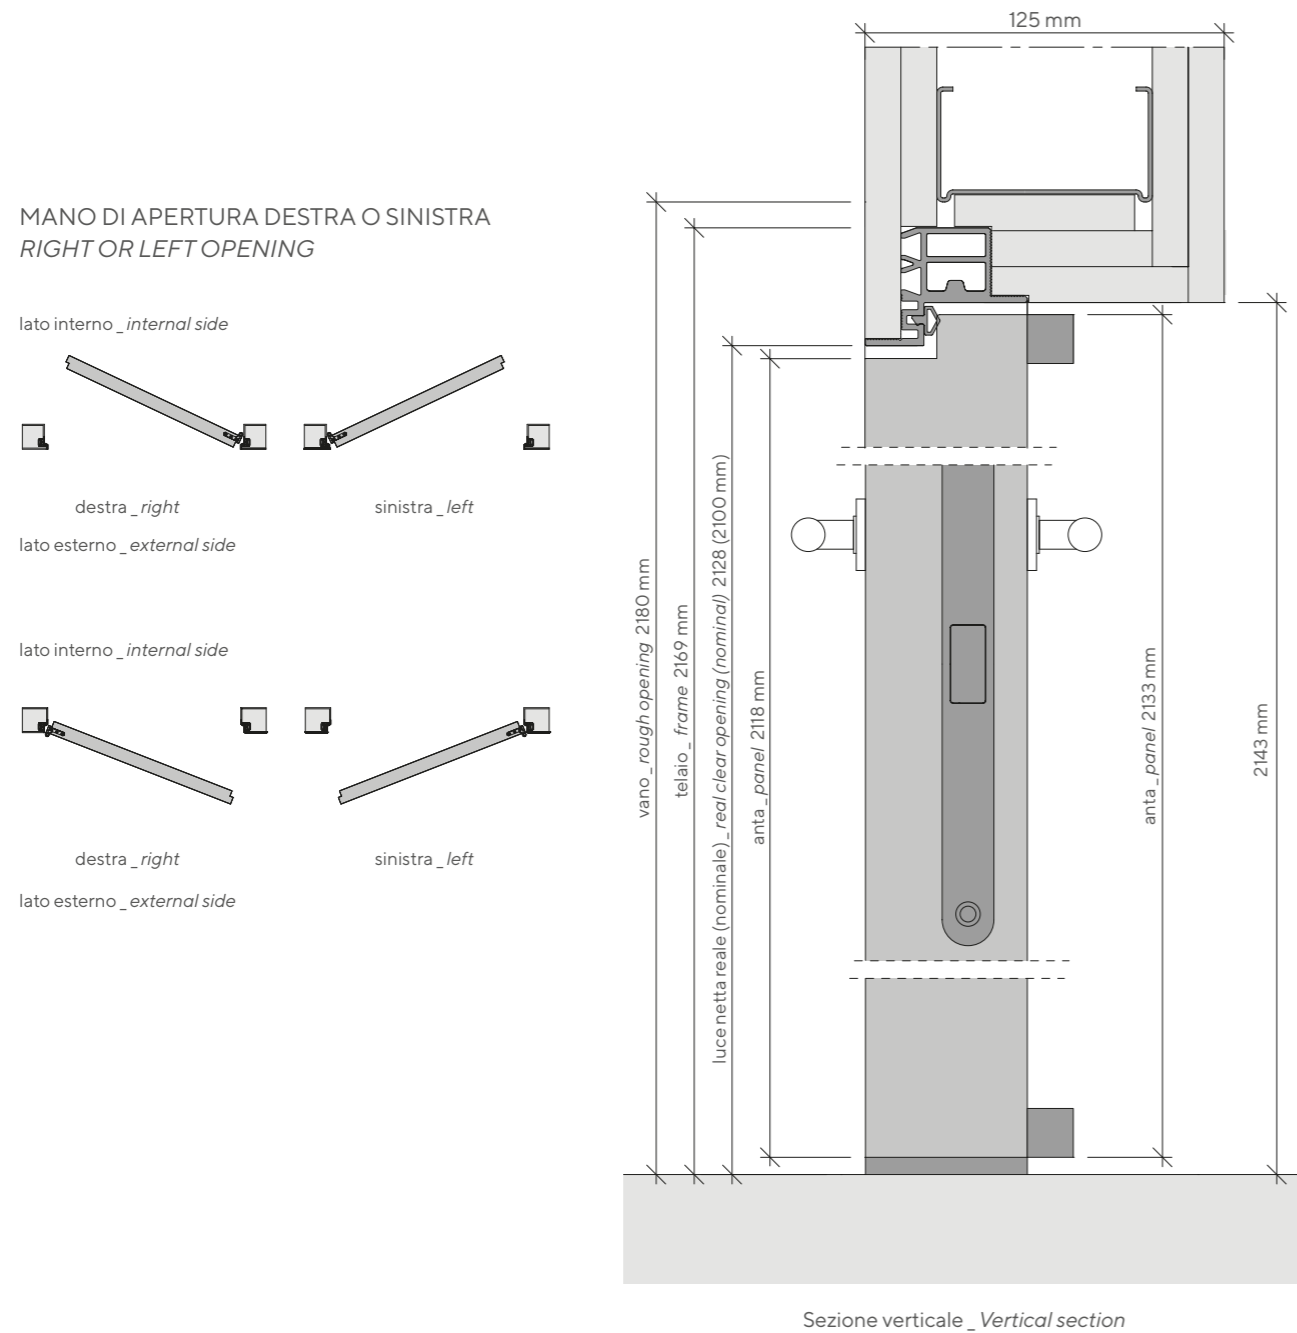 125 mm
MANO DI APERTURA DESTRA O SINISTRA
RIGHT OR LEFT OPENING
lato interno _ internal side
destra _ right
sinistra _ left
lato esterno _ external side
lato interno _ internal side
destra _ right
sinistra _ left
lato esterno _ external side
vano _ rough opening 2180 mm
telaio _ frame 2169 mm
luce netta reale (nominale) _ real clear opening (nominal) 2128 (2100 mm)
anta _ panel 2118 mm
anta _ panel 2133 mm
2143 mm
Sezione verticale _ Vertical section